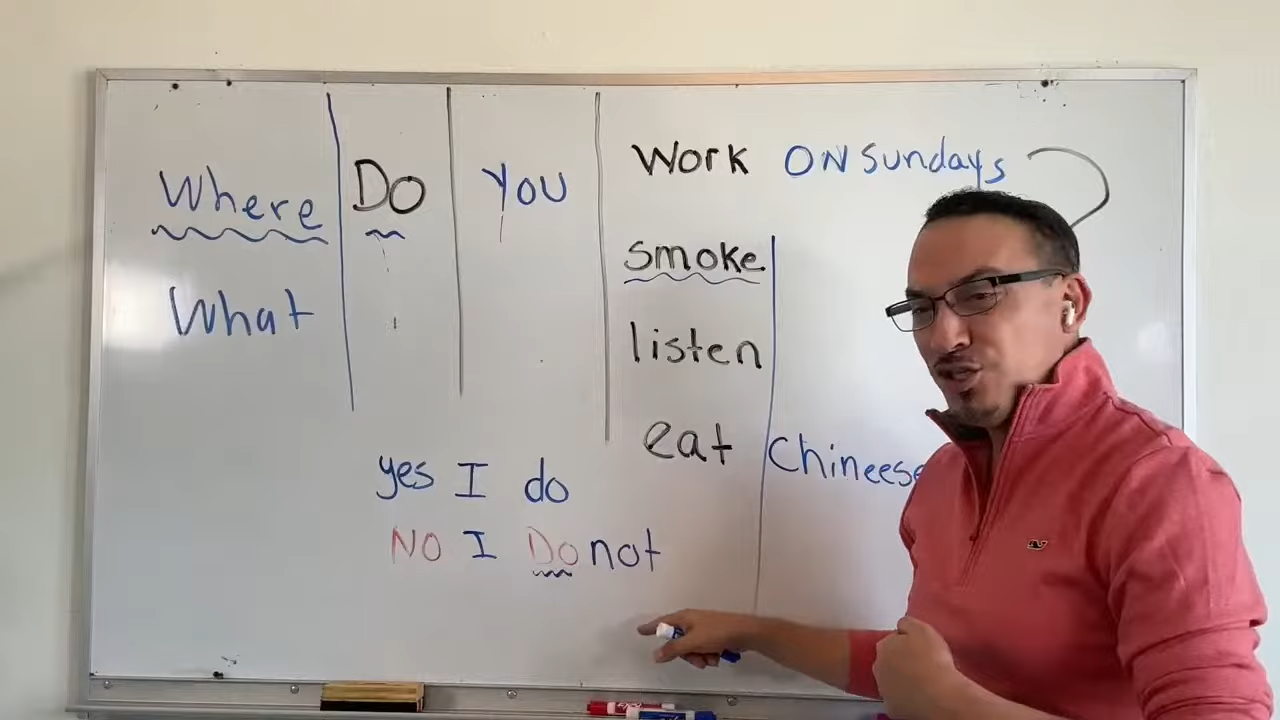 Where Do You Work ON Sundays ?
smoke
What
listen
eat Chineese
yes I do
NO I Do not